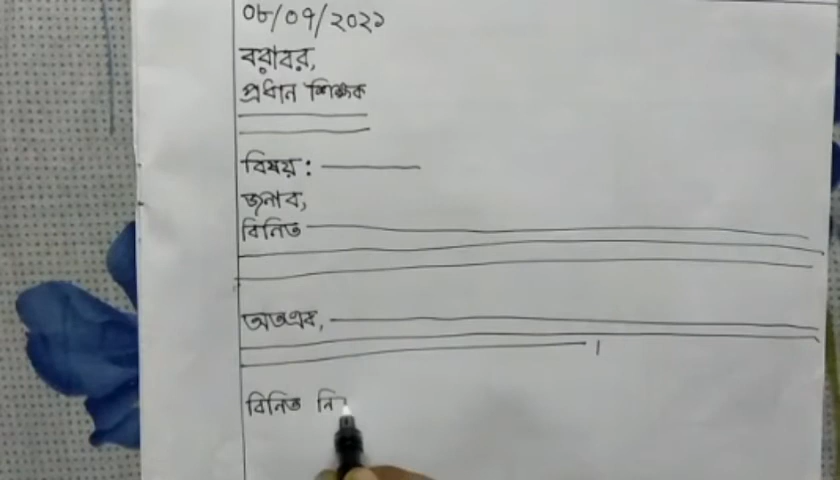 ০৮/০৭/২০২১
বরাবর,
প্রধান শিক্ষক
বিষয়:
জনাব,
বিনিত
অতএব,
।
বিনিত নি